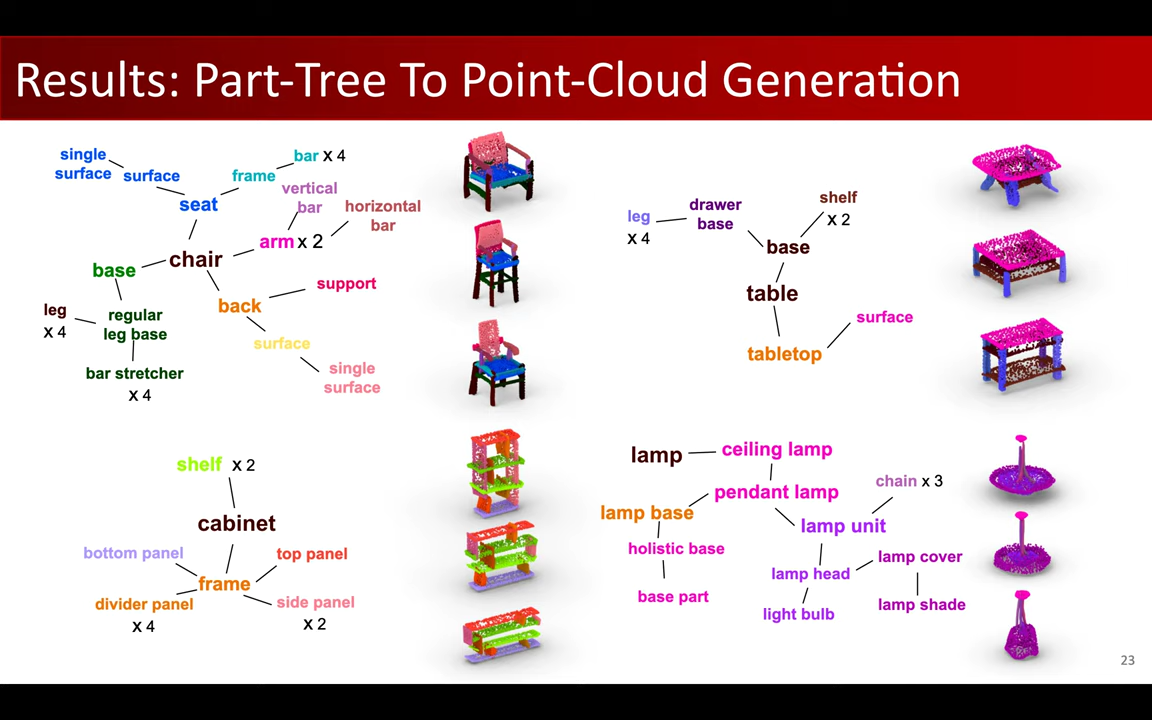 Results: Part-Tree To Point-Cloud Generation
single
surface
surface
frame
bar x 4
seat
vertical
bar
horizontal
bar
arm x 2
chair
base
back
support
leg
x 4
regular
leg base
surface
bar stretcher
x 4
single
surface
leg
x 4
drawer
base
shelf
x 2
base
table
surface
tabletop
shelf x 2
cabinet
bottom panel
top panel
frame
divider panel
x 4
side panel
x 2
lamp
ceiling lamp
pendant lamp
chain x 3
lamp base
lamp unit
holistic base
lamp cover
lamp head
base part
light bulb
lamp shade
23